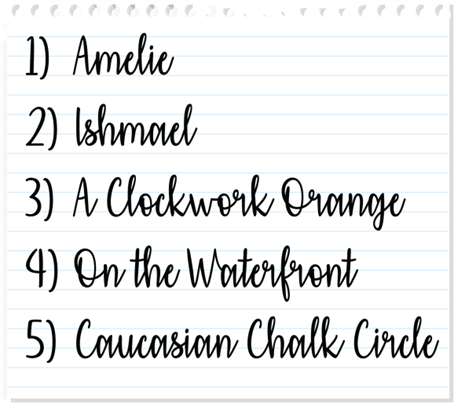 1) Amelie
2) Ishmael
3) A Clockwork Orange
4) On the Waterfront
5) Caucasian Chalk Circle